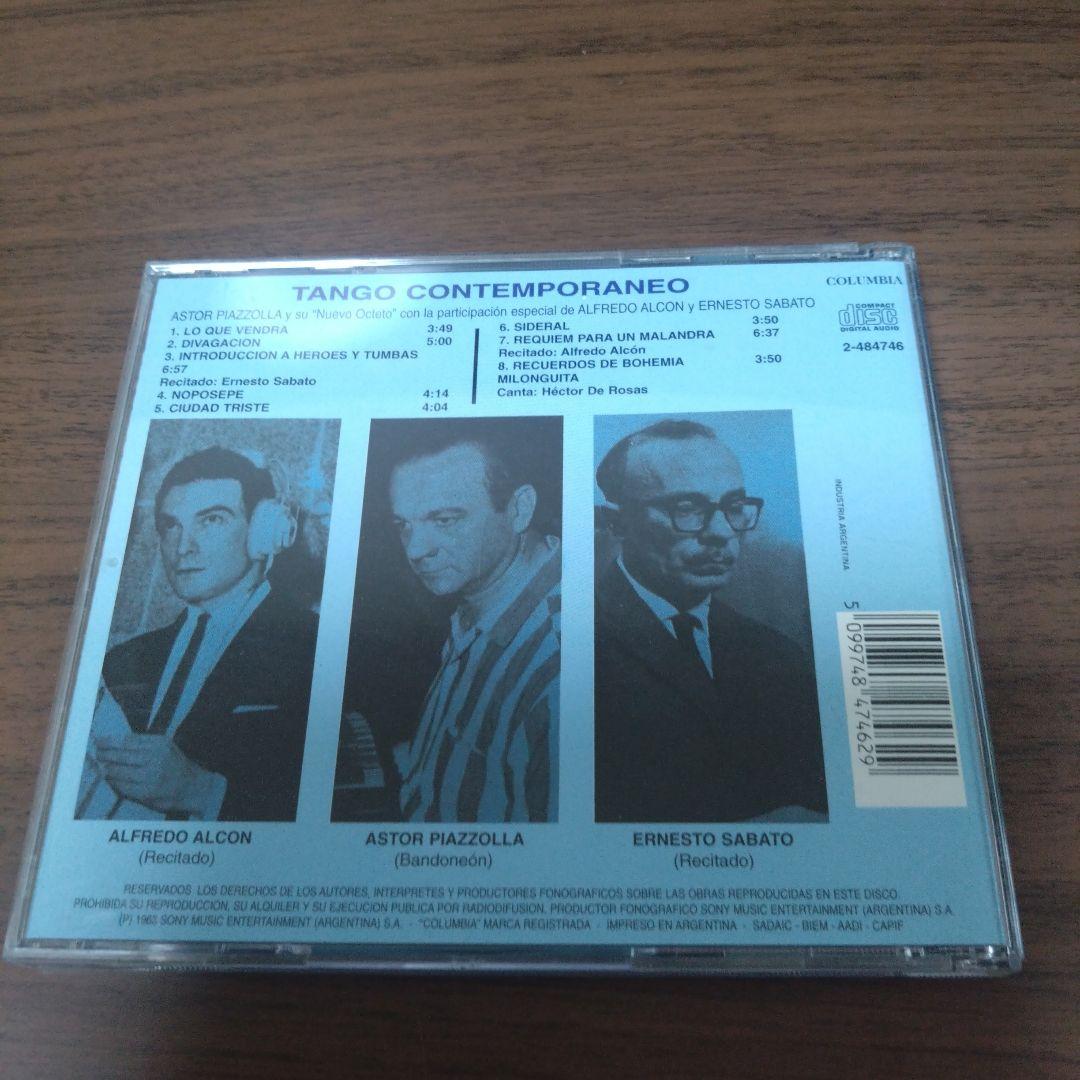 TANGO CONTEMPORANEO
ASTOR PIAZZOLLA y su "Nuevo Octeto" con la participación especial de ALFREDO ALCON y ERNESTO SABATO
1. LO QUE VENDRA 3:49
2. DIVAGACION 5:00
3. INTRODUCCION A HEROES Y TUMBAS
6:57
Recitado: Ernesto Sabato
4. NOPOSEPE 4:14
5. CIUDAD TRISTE 4:04
6. SIDERAL 3:50
7. REQUIEM PARA UN MALANDRA 6:37
Recitado: Alfredo Alcón
8. RECUERDOS DE BOHEMIA 3:50
MILONGUITA
Canta: Héctor De Rosas
COLUMBIA
COMPACT
disc
DIGITAL AUDIO
2-484746
INDUSTRIA ARGENTINA
5 099748 474629
ALFREDO ALCON
(Recitado)
ASTOR PIAZZOLLA
(Bandoneón)
ERNESTO SABATO
(Recitado)
RESERVADOS LOS DERECHOS DE LOS AUTORES, INTERPRETES Y PRODUCTORES FONOGRAFICOS SOBRE LAS OBRAS REPRODUCIDAS EN ESTE DISCO.
PROHIBIDA SU REPRODUCCION, SU ALQUILER Y SU EJECUCION PUBLICA POR RADIODIFUSION. PRODUCTOR FONOGRAFICO SONY MUSIC ENTERTAINMENT (ARGENTINA) S.A.
(P) 1963 SONY MUSIC ENTERTAINMENT (ARGENTINA) S.A. - "COLUMBIA" MARCA REGISTRADA - IMPRESO EN ARGENTINA - SADAIC - BIEM - AADI - CAPIF